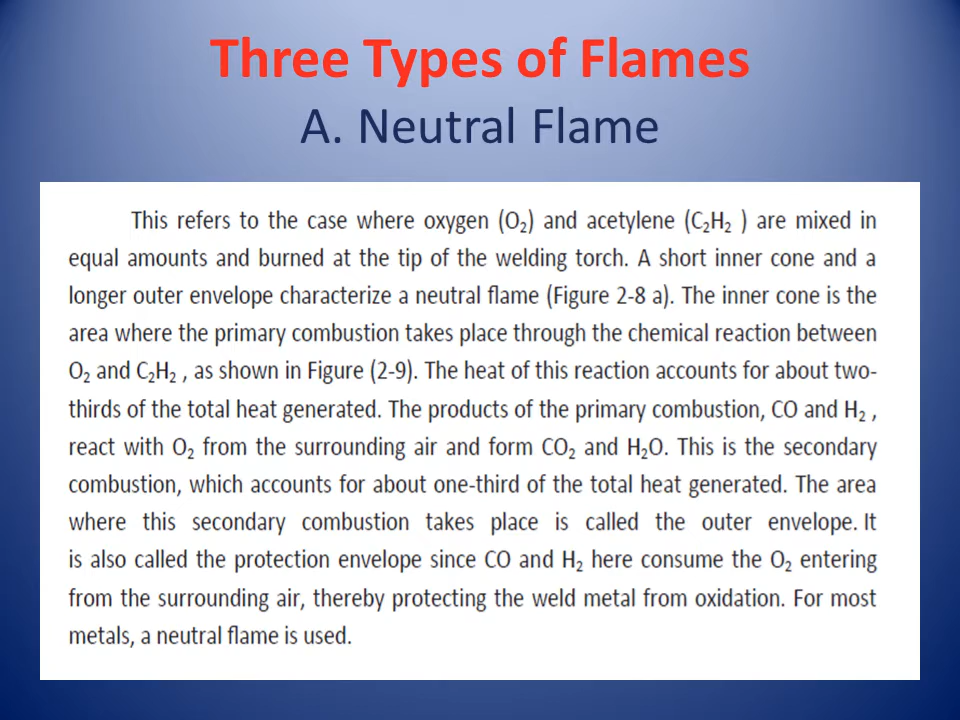 Three Types of Flames
A. Neutral Flame
This refers to the case where oxygen (O₂) and acetylene (C₂H₂ ) are mixed in
equal amounts and burned at the tip of the welding torch. A short inner cone and a
longer outer envelope characterize a neutral flame (Figure 2-8 a). The inner cone is the
area where the primary combustion takes place through the chemical reaction between
O₂ and C₂H₂ , as shown in Figure (2-9). The heat of this reaction accounts for about two-
thirds of the total heat generated. The products of the primary combustion, CO and H₂ ,
react with O₂ from the surrounding air and form CO₂ and H₂O. This is the secondary
combustion, which accounts for about one-third of the total heat generated. The area
where this secondary combustion takes place is called the outer envelope. It
is also called the protection envelope since CO and H₂ here consume the O₂ entering
from the surrounding air, thereby protecting the weld metal from oxidation. For most
metals, a neutral flame is used.